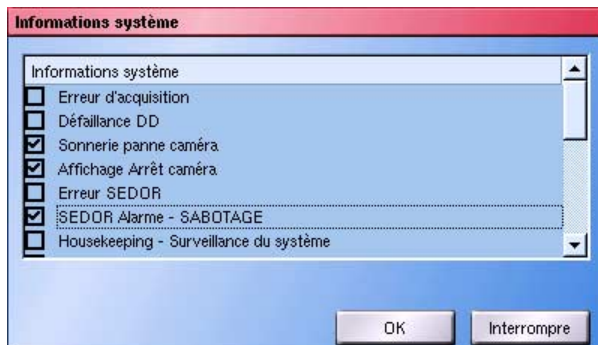 Informations système
Informations système
Erreur d'acquisition
Défaillance DD
Sonnerie panne caméra
Affichage Arrêt caméra
Erreur SEDOR
SEDOR Alarme - SABOTAGE
Housekeeping - Surveillance du système
OK
Interrompre